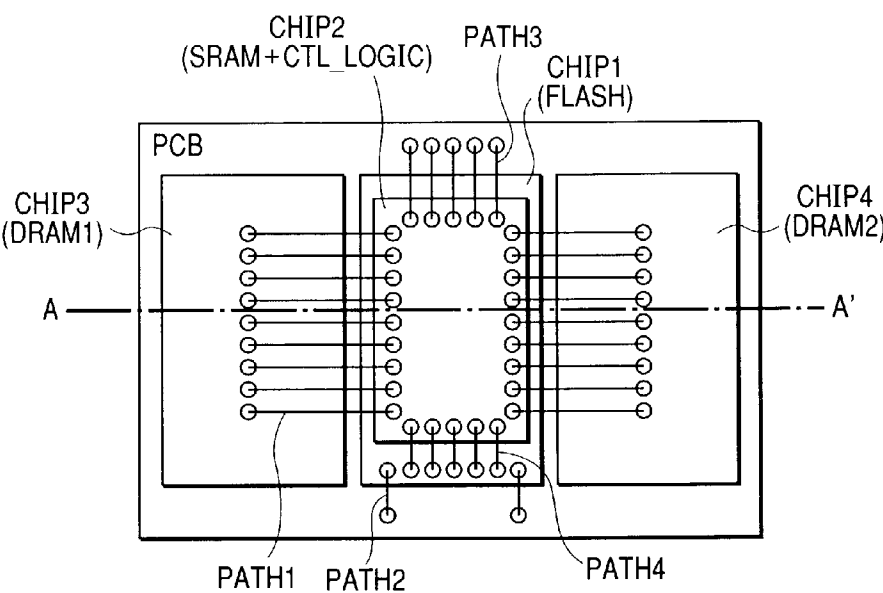 CHIP2
(SRAM+CTL_LOGIC)
PATH3
CHIP1
(FLASH)
PCB
CHIP3
(DRAM1)
CHIP4
(DRAM2)
A
A'
PATH1
PATH2
PATH4